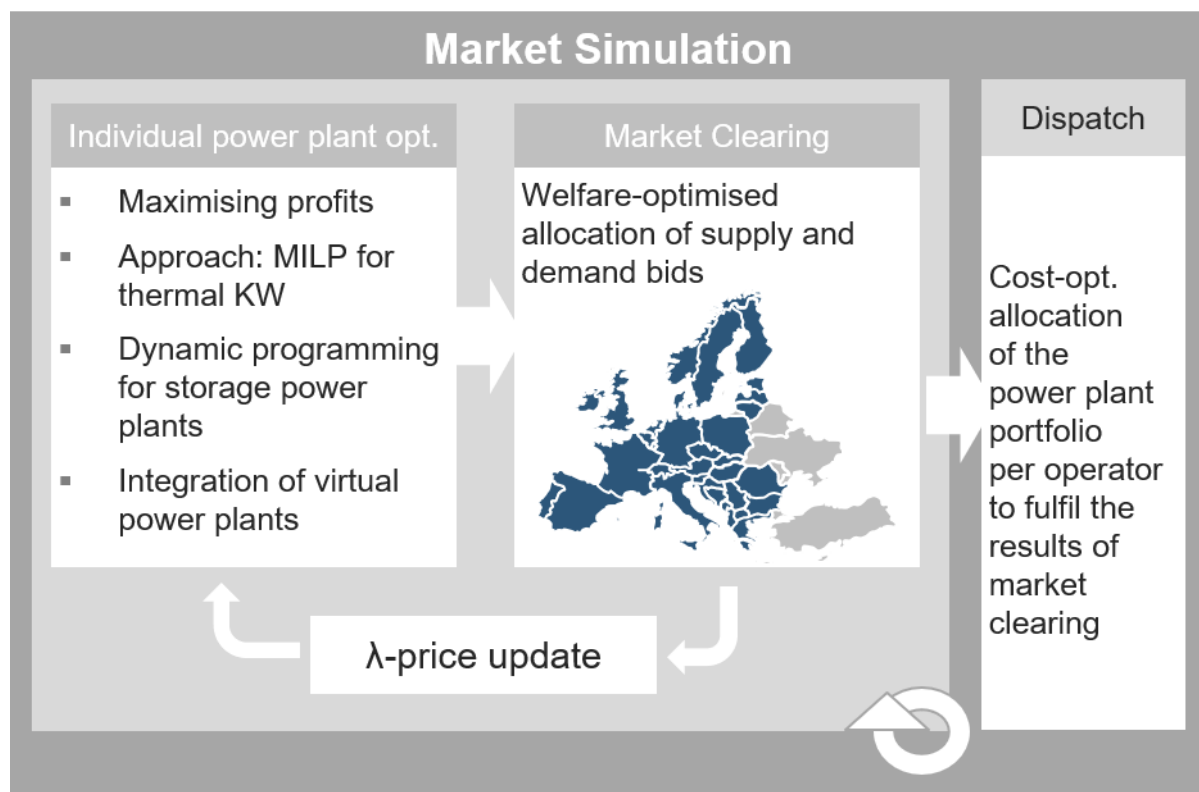 Market Simulation
Individual power plant opt.
▪ Maximising profits
▪ Approach: MILP for
thermal KW
▪ Dynamic programming
for storage power
plants
▪ Integration of virtual
power plants
Market Clearing
Welfare-optimised
allocation of supply and
demand bids
λ-price update
Dispatch
Cost-opt.
allocation
of the
power plant
portfolio
per operator
to fulfil the
results of
market
clearing